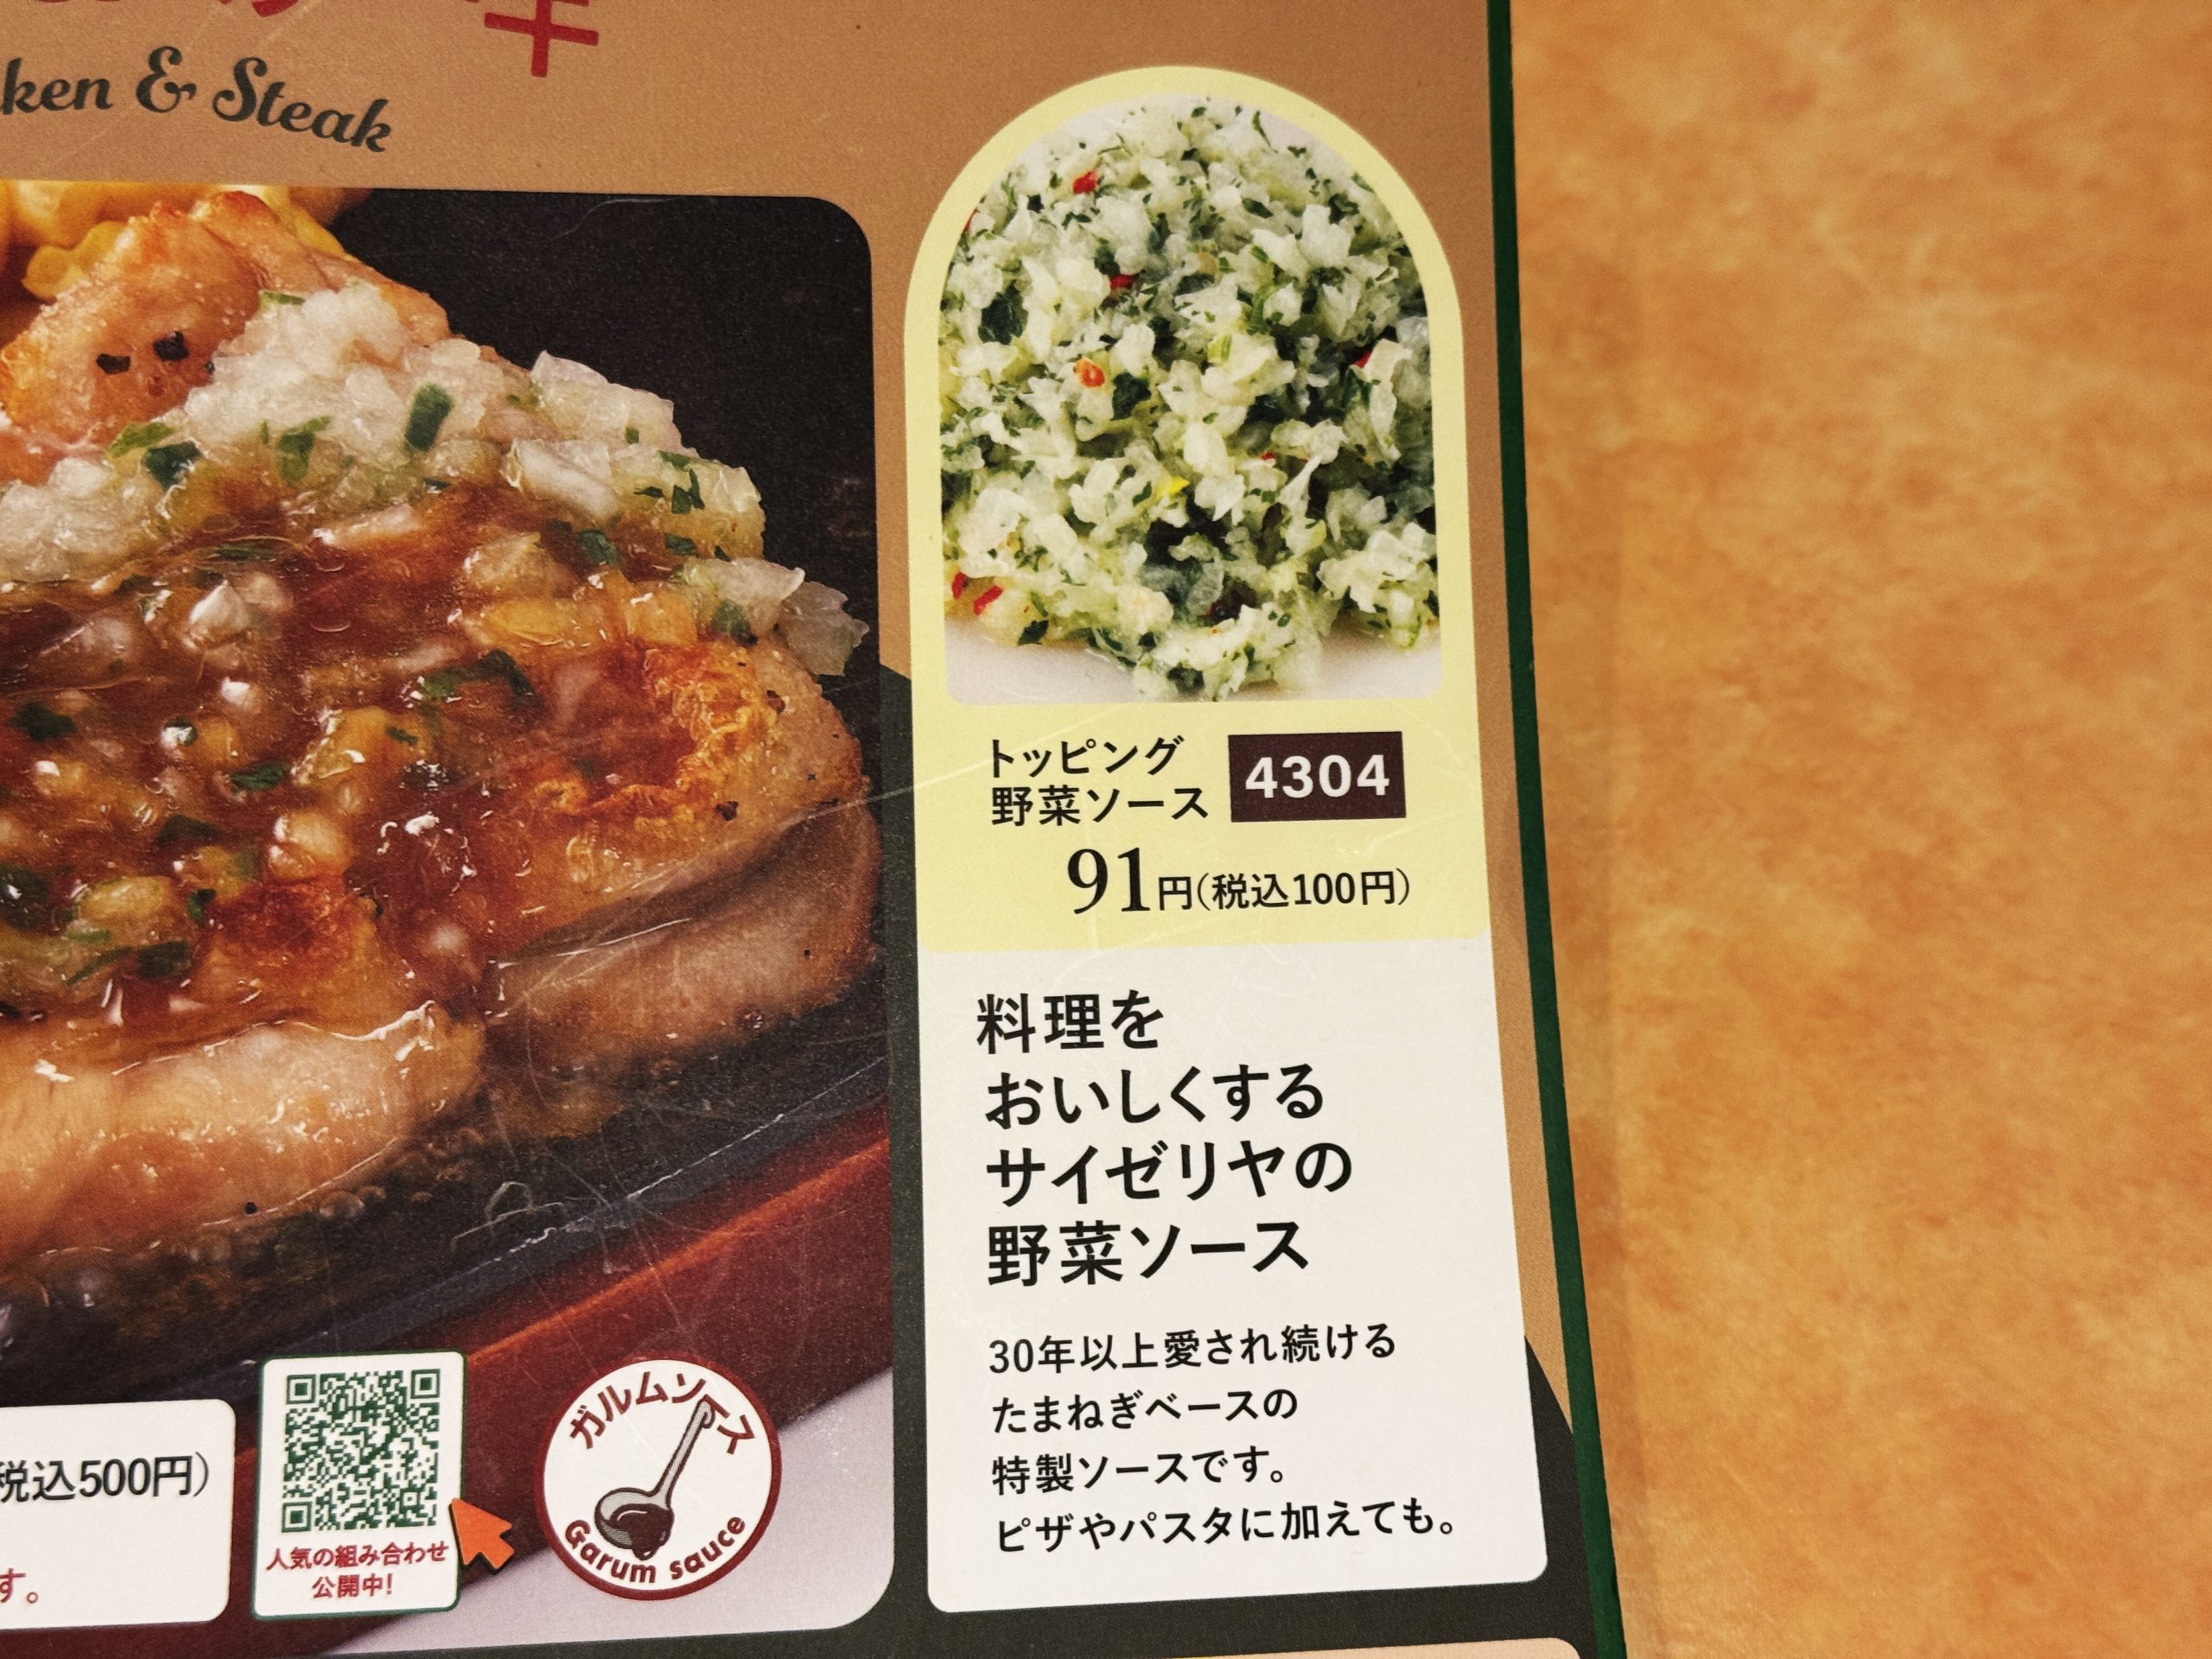 ken & Steak
トッピング
野菜ソース
4304
91円(税込100円)
料理を
おいしくする
サイゼリヤの
野菜ソース
30年以上愛され続ける
たまねぎベースの
特製ソースです。
ピザやパスタに加えても。
税込500円)
す。
人気の組み合わせ
公開中!
ガルムソース
Garum sauce